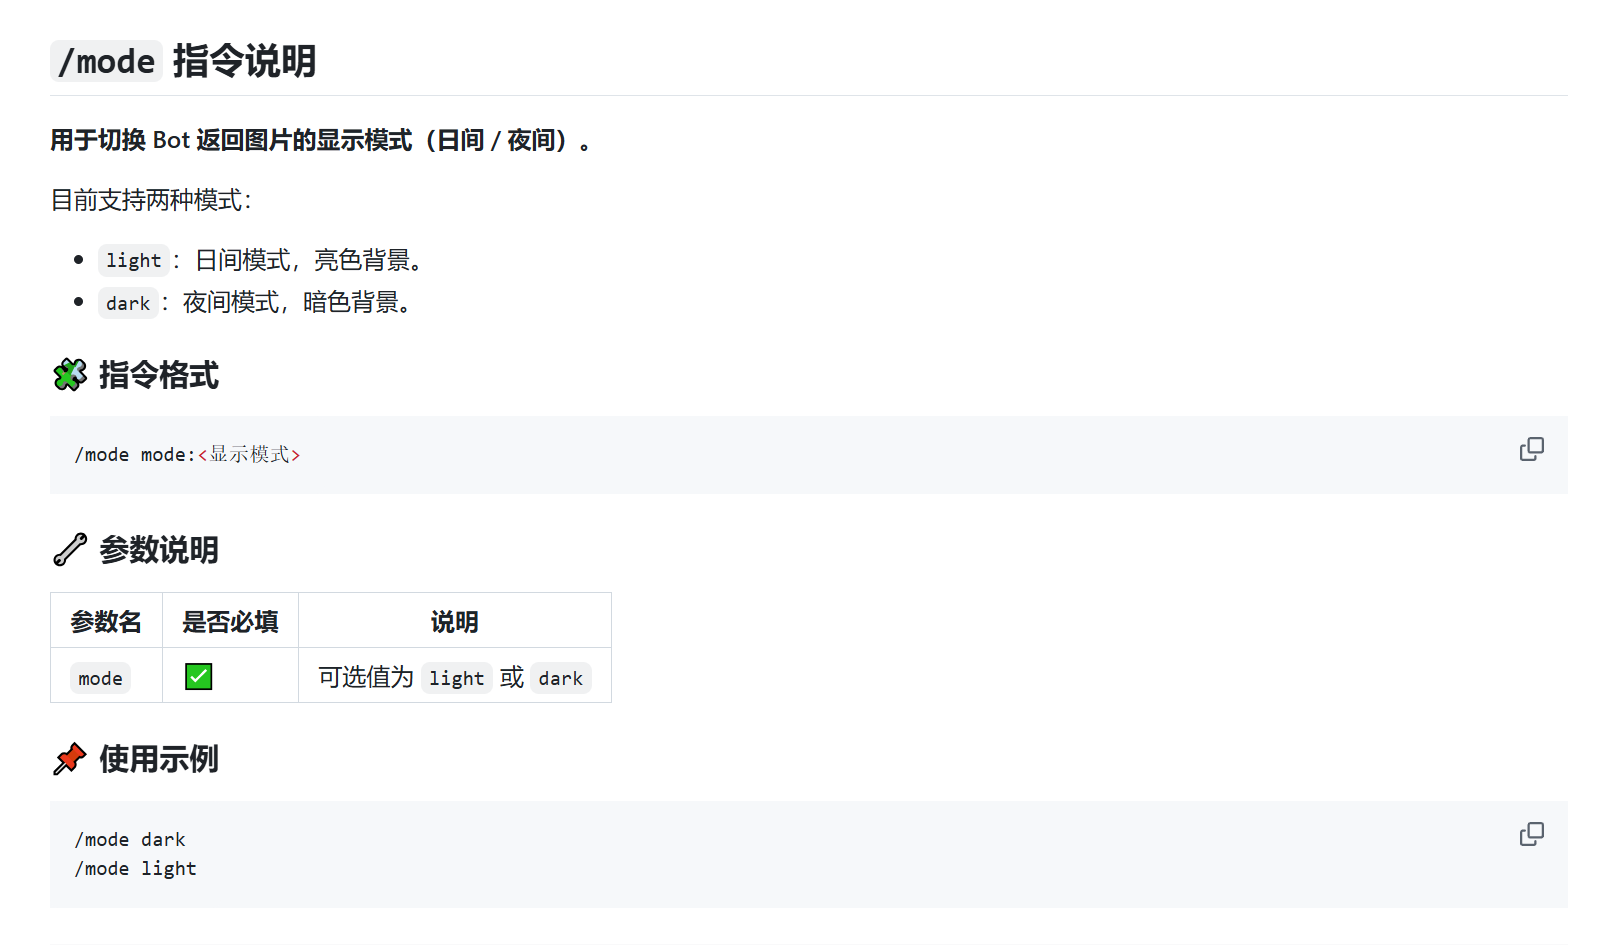 /mode 指令说明
用于切换 Bot 返回图片的显示模式（日间 / 夜间）。
目前支持两种模式：
light：日间模式，亮色背景。
dark：夜间模式，暗色背景。
指令格式
/mode mode:<显示模式>
参数说明
参数名 是否必填 说明
mode ✅ 可选值为 light 或 dark
使用示例
/mode dark
/mode light